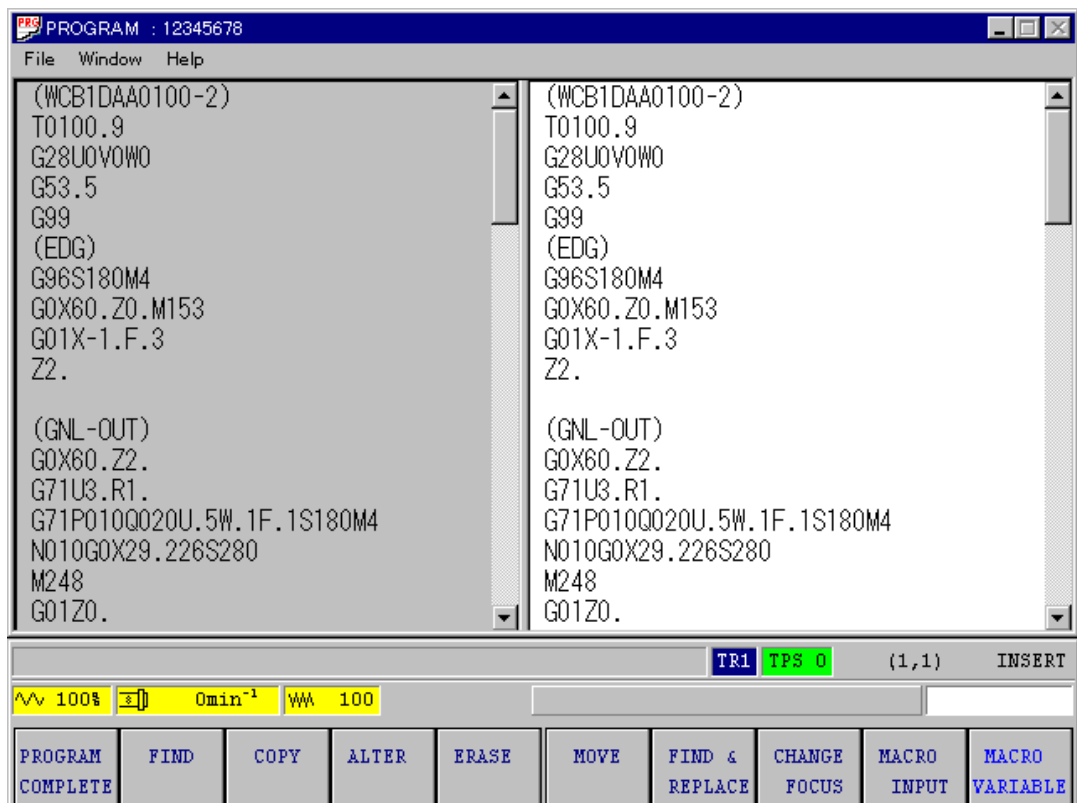 PRG PROGRAM : 12345678
File Window Help
(WCB1DAA0100-2)
T0100.9
G28U0V0W0
G53.5
G99
(EDG)
G96S180M4
G0X60.Z0.M153
G01X-1.F.3
Z2.
(GNL-OUT)
G0X60.Z2.
G71U3.R1.
G71P010Q020U.5W.1F.1S180M4
N010G0X29.226S280
M248
G01Z0.
(WCB1DAA0100-2)
T0100.9
G28U0V0W0
G53.5
G99
(EDG)
G96S180M4
G0X60.Z0.M153
G01X-1.F.3
Z2.
(GNL-OUT)
G0X60.Z2.
G71U3.R1.
G71P010Q020U.5W.1F.1S180M4
N010G0X29.226S280
M248
G01Z0.
TR1 TPS 0 (1,1) INSERT
100% 0min⁻¹ 100
PROGRAM COMPLETE
FIND
COPY
ALTER
ERASE
MOVE
FIND & REPLACE
CHANGE FOCUS
MACRO INPUT
MACRO VARIABLE